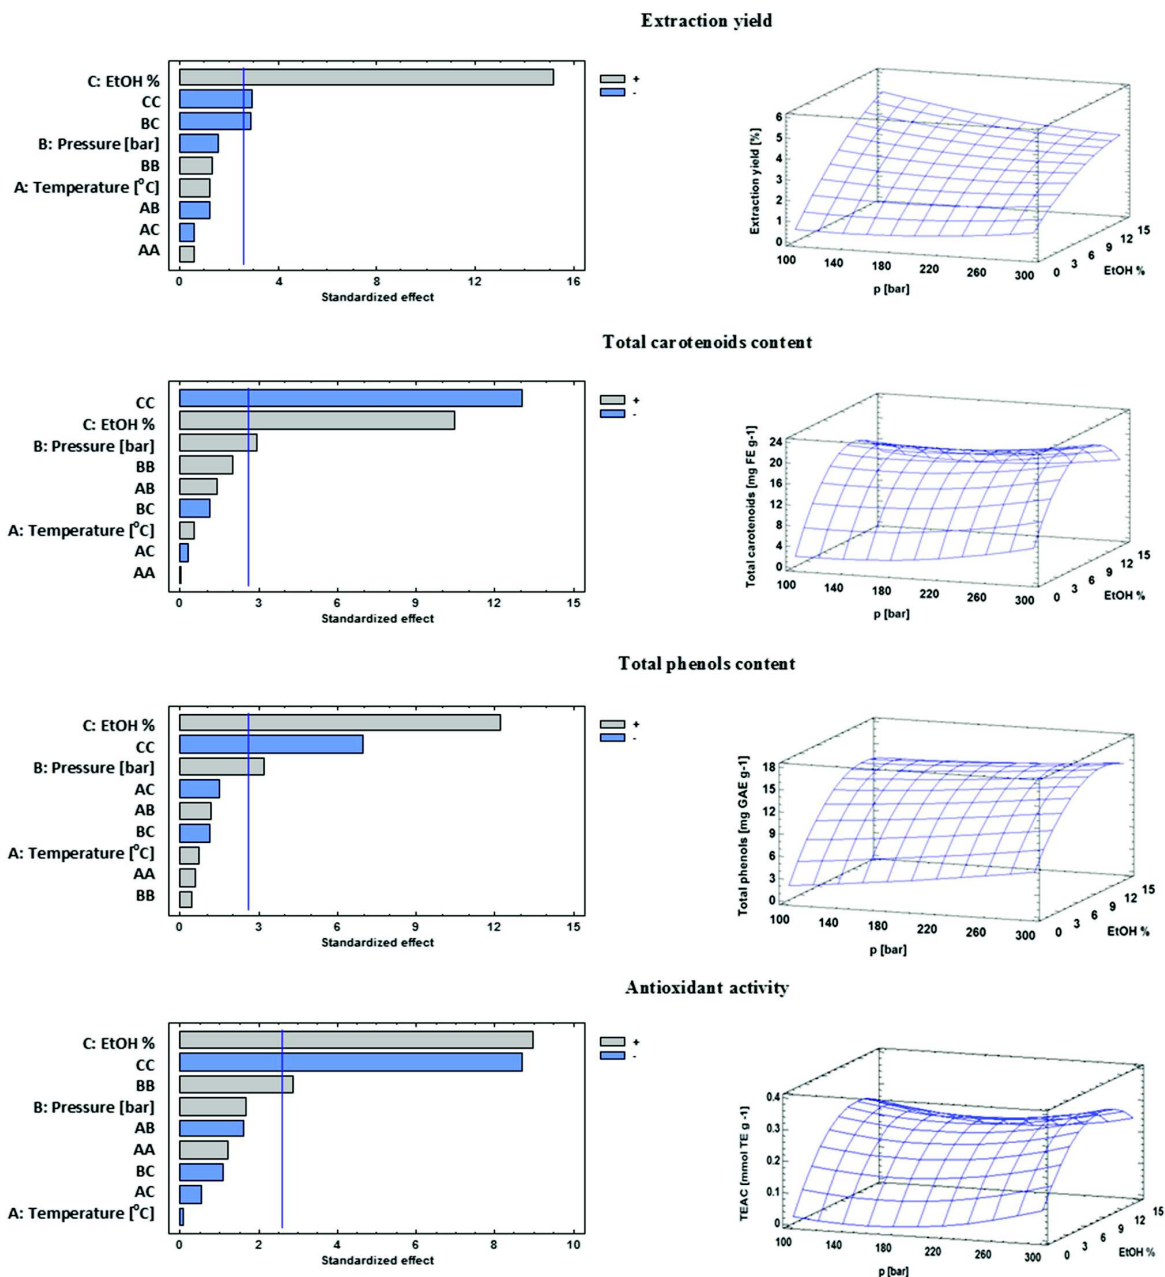 Extraction yield
C: EtOH %
CC
BC
B: Pressure [bar]
BB
A: Temperature [°C]
AB
AC
AA
0 4 8 12 16
Standardized effect
+
-
Extraction yield [%]
6
5
4
3
2
1
0
100 140 180 220 260 300
p [bar]
0 3 6 9 12 15
EtOH %
Total carotenoids content
CC
C: EtOH %
B: Pressure [bar]
BB
AB
BC
A: Temperature [°C]
AC
AA
0 3 6 9 12 15
Standardized effect
+
-
Total carotenoids [mg FE g-1]
24
20
16
12
8
4
0
100 140 180 220 260 300
p [bar]
0 3 6 9 12 15
EtOH %
Total phenols content
C: EtOH %
CC
B: Pressure [bar]
AC
AB
BC
A: Temperature [°C]
AA
BB
0 3 6 9 12 15
Standardized effect
+
-
Total phenols [mg GAE g-1]
18
15
12
9
6
3
0
100 140 180 220 260 300
p [bar]
0 3 6 9 12 15
EtOH %
Antioxidant activity
C: EtOH %
CC
BB
B: Pressure [bar]
AB
AA
BC
AC
A: Temperature [°C]
0 2 4 6 8 10
Standardized effect
+
-
TEAC [mmol TE g -1]
0.4
0.3
0.2
0.1
0
100 140 180 220 260 300
p [bar]
0 3 6 9 12 15
EtOH %